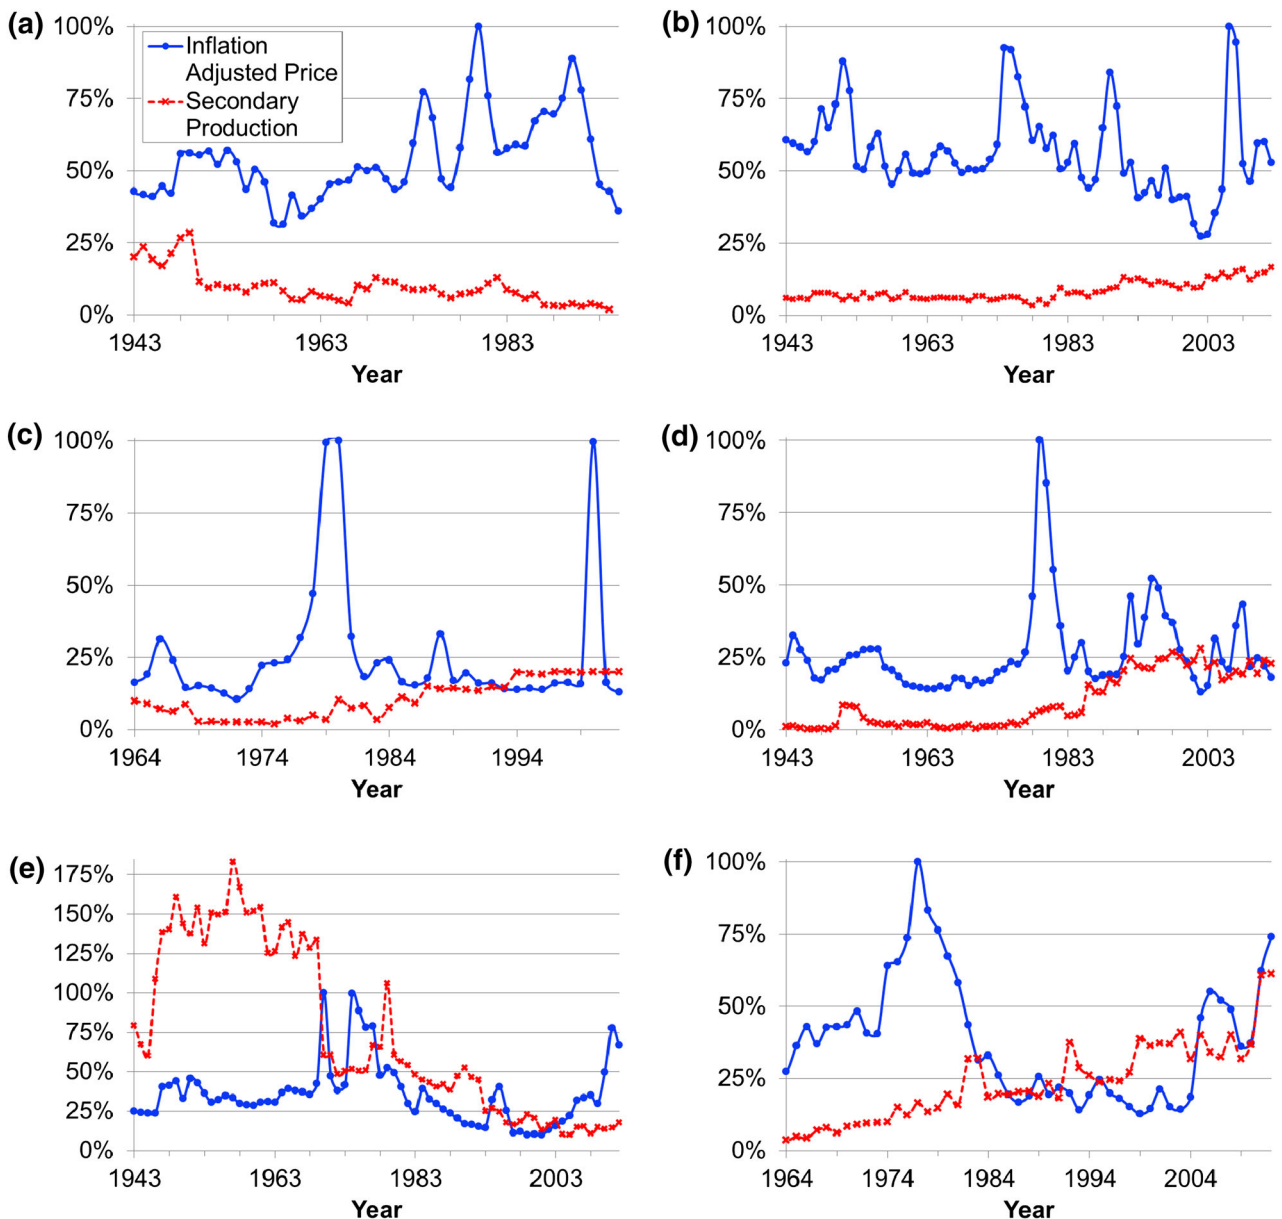 (a)
100%
75%
50%
25%
0%
Inflation
Adjusted Price
Secondary
Production
1943 1963 1983
Year
(b)
100%
75%
50%
25%
0%
1943 1963 1983 2003
Year
(c)
100%
75%
50%
25%
0%
1964 1974 1984 1994
Year
(d)
100%
75%
50%
25%
0%
1943 1963 1983 2003
Year
(e)
175%
150%
125%
100%
75%
50%
25%
0%
1943 1963 1983 2003
Year
(f)
100%
75%
50%
25%
0%
1964 1974 1984 1994 2004
Year